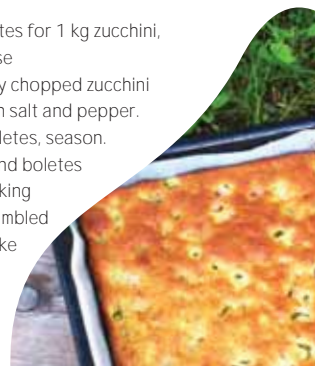 tes for 1 kg zucchini,
se
y chopped zucchini
n salt and pepper.
letes, season.
nd boletes
king
mbled
ke